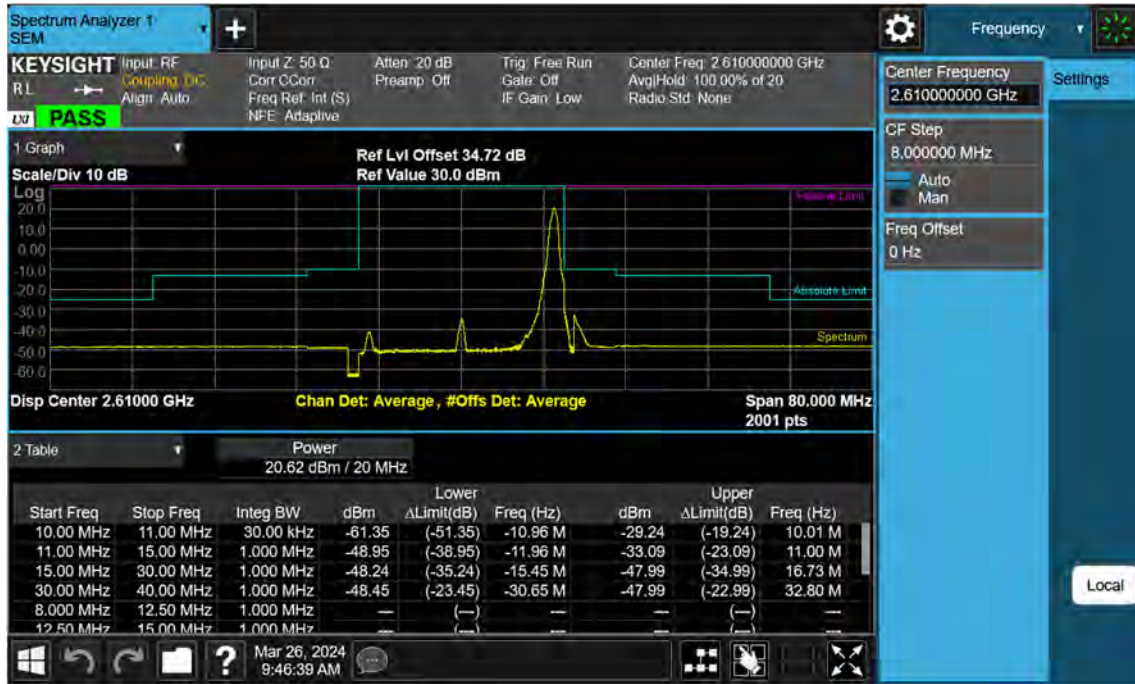 Spectrum Analyzer 1
SEM
Frequency
KEYSIGHT
RL
LXI
PASS
Input: RF
Coupling: DC
Align: Auto
Input Z: 50 Ω
Corr CCorr
Freq Ref: Int (S)
NFE: Adaptive
Atten: 20 dB
Preamp: Off
Trig: Free Run
Gate: Off
IF Gain: Low
Center Freq: 2.610000000 GHz
Avg|Hold: 100.00% of 20
Radio Std: None
Center Frequency
2.610000000 GHz
Settings
CF Step
8.000000 MHz
Auto
Man
Freq Offset
0 Hz
Local
1 Graph
Scale/Div 10 dB
Ref Lvl Offset 34.72 dB
Ref Value 30.0 dBm
Log
20.0
10.0
0.00
-10.0
-20.0
-30.0
-40.0
-50.0
-60.0
Relative Limit
Absolute Limit
Spectrum
Disp Center 2.61000 GHz
Chan Det: Average , #Offs Det: Average
Span 80.000 MHz
2001 pts
2 Table
Power
20.62 dBm / 20 MHz
Lower Upper
Start Freq Stop Freq Integ BW dBm ΔLimit(dB) Freq (Hz) dBm ΔLimit(dB) Freq (Hz)
10.00 MHz 11.00 MHz 30.00 kHz -61.35 (-51.35) -10.96 M -29.24 (-19.24) 10.01 M
11.00 MHz 15.00 MHz 1.000 MHz -48.95 (-38.95) -11.96 M -33.09 (-23.09) 11.00 M
15.00 MHz 30.00 MHz 1.000 MHz -48.24 (-35.24) -15.45 M -47.99 (-34.99) 16.73 M
30.00 MHz 40.00 MHz 1.000 MHz -48.45 (-23.45) -30.65 M -47.99 (-22.99) 32.80 M
8.000 MHz 12.50 MHz 1.000 MHz --- (---) --- --- (---) ---
12.50 MHz 15.00 MHz 1.000 MHz --- (---) --- --- (---) ---
Mar 26, 2024
9:46:39 AM